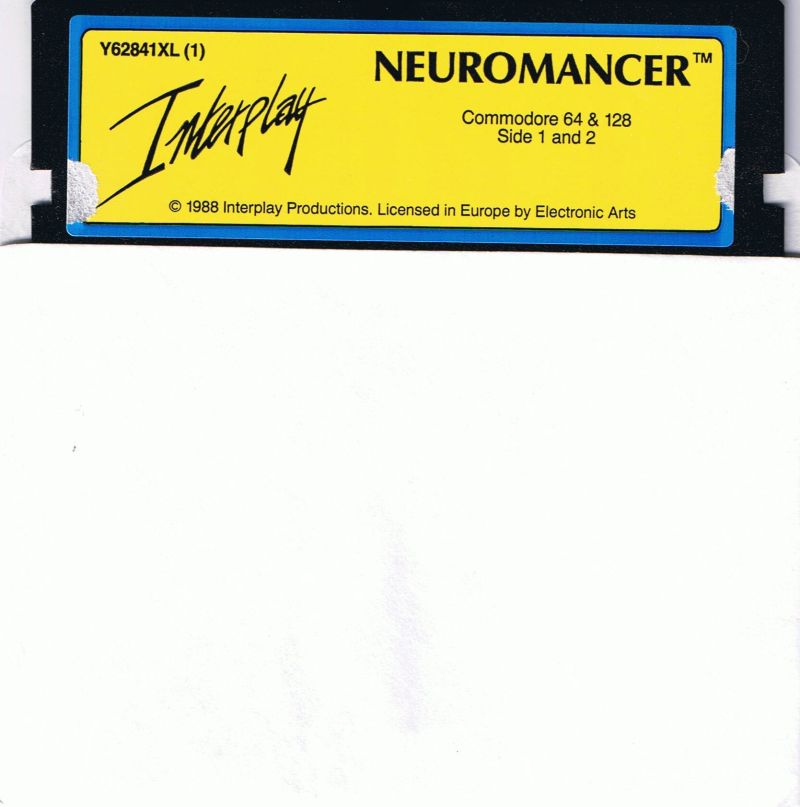 Y62841XL (1)
Interplay
NEUROMANCER™
Commodore 64 & 128
Side 1 and 2
© 1988 Interplay Productions. Licensed in Europe by Electronic Arts